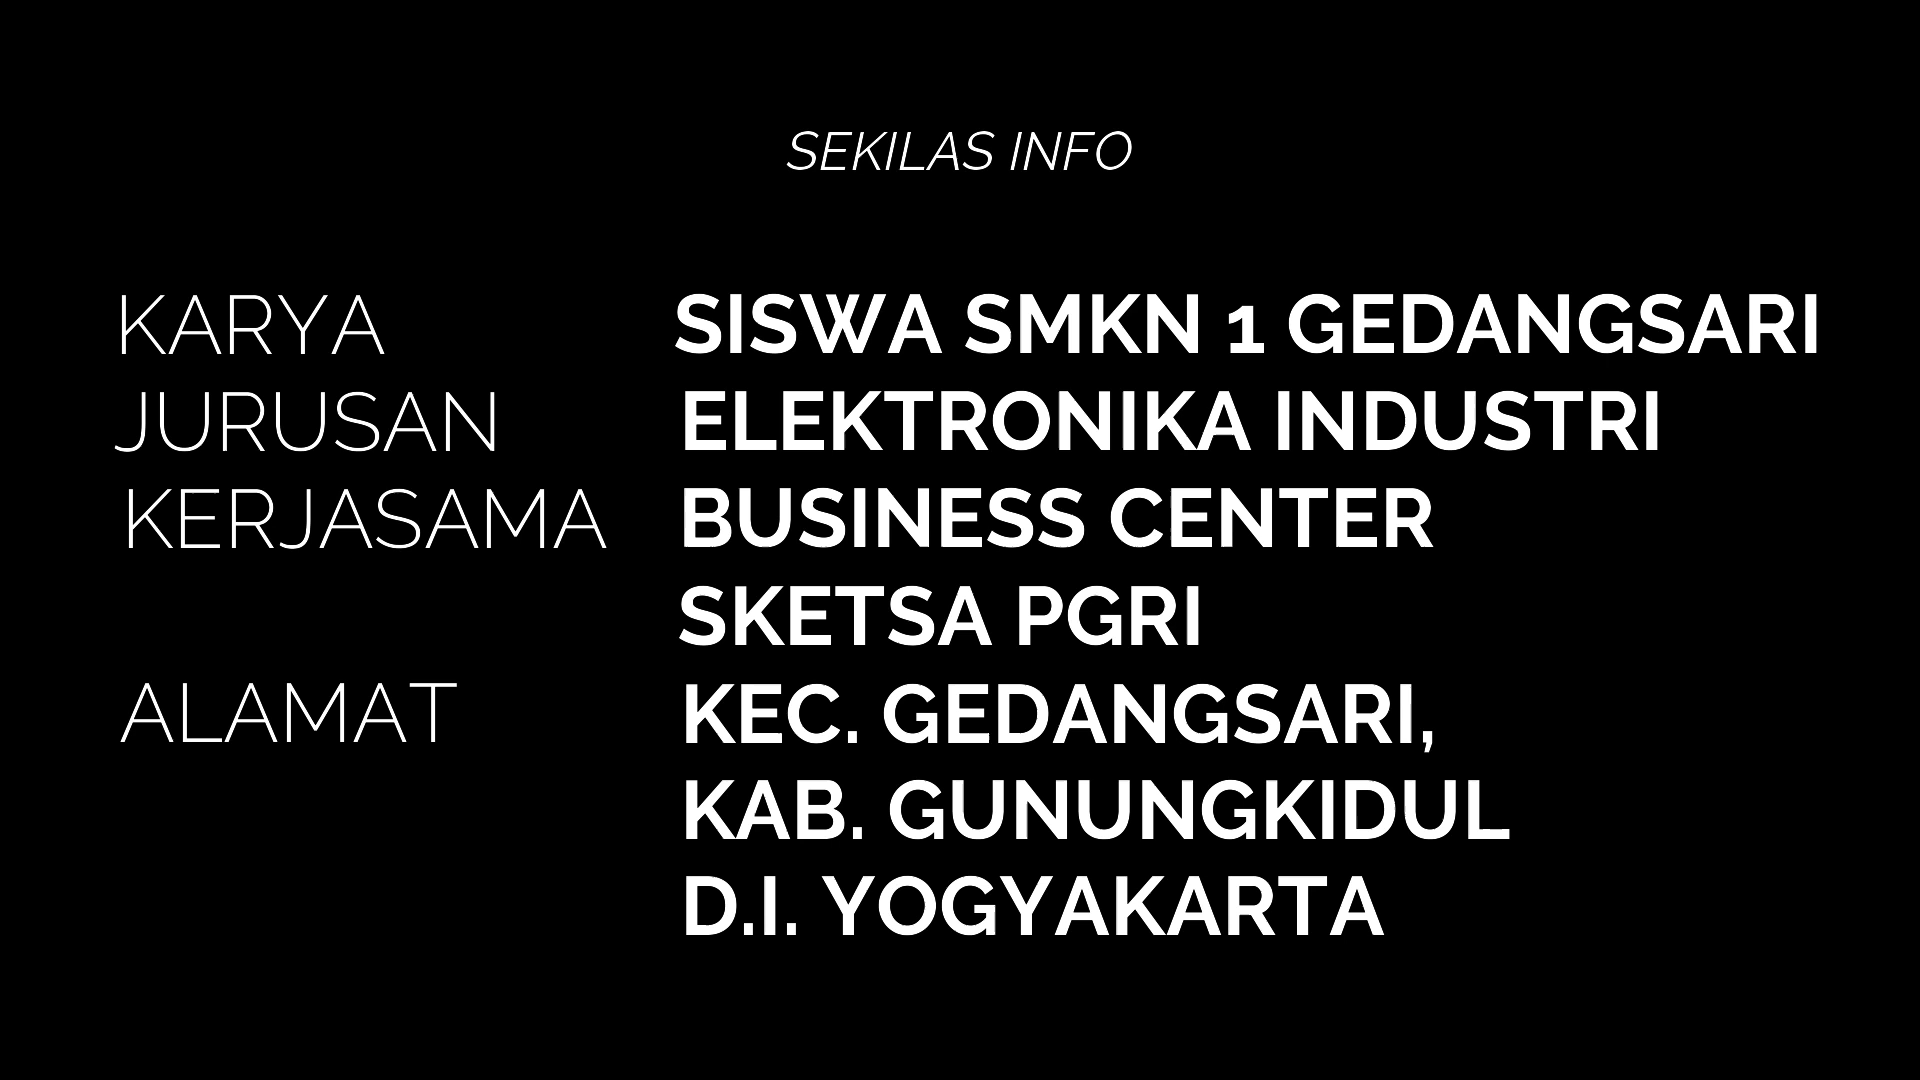 SEKILAS INFO
KARYA SISWA SMKN 1 GEDANGSARI
JURUSAN ELEKTRONIKA INDUSTRI
KERJASAMA BUSINESS CENTER
SKETSA PGRI
ALAMAT KEC. GEDANGSARI,
KAB. GUNUNGKIDUL
D.I. YOGYAKARTA